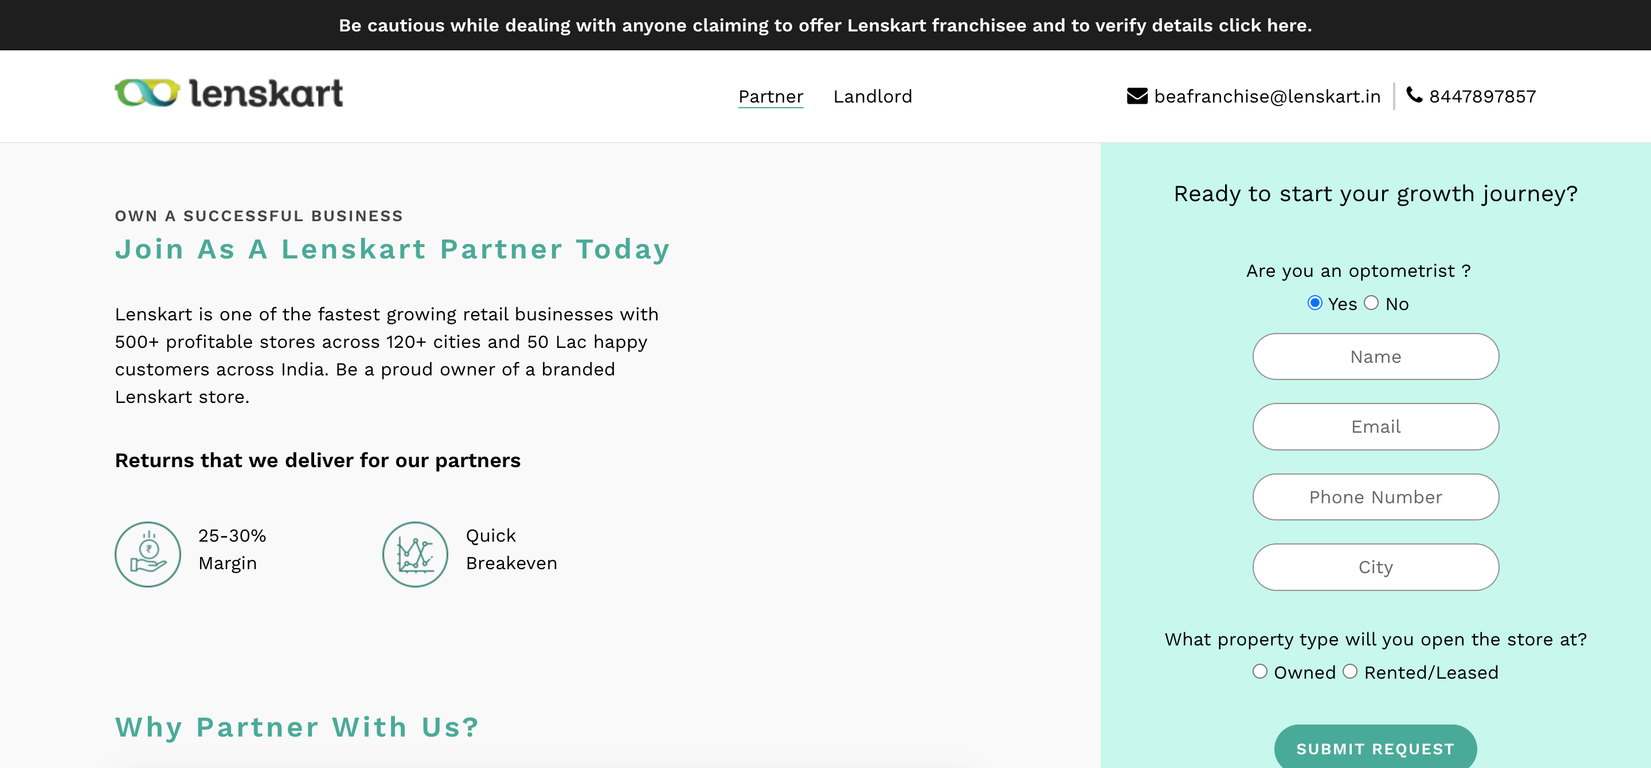 Be cautious while dealing with anyone claiming to offer Lenskart franchisee and to verify details click here.
lenskart
Partner
Landlord
beafranchise@lenskart.in
8447897857
OWN A SUCCESSFUL BUSINESS
Join As A Lenskart Partner Today
Lenskart is one of the fastest growing retail businesses with
500+ profitable stores across 120+ cities and 50 Lac happy
customers across India. Be a proud owner of a branded
Lenskart store.
Returns that we deliver for our partners
25-30%
Margin
Quick
Breakeven
Why Partner With Us?
Ready to start your growth journey?
Are you an optometrist ?
Yes No
Name
Email
Phone Number
City
What property type will you open the store at?
Owned Rented/Leased
SUBMIT REQUEST